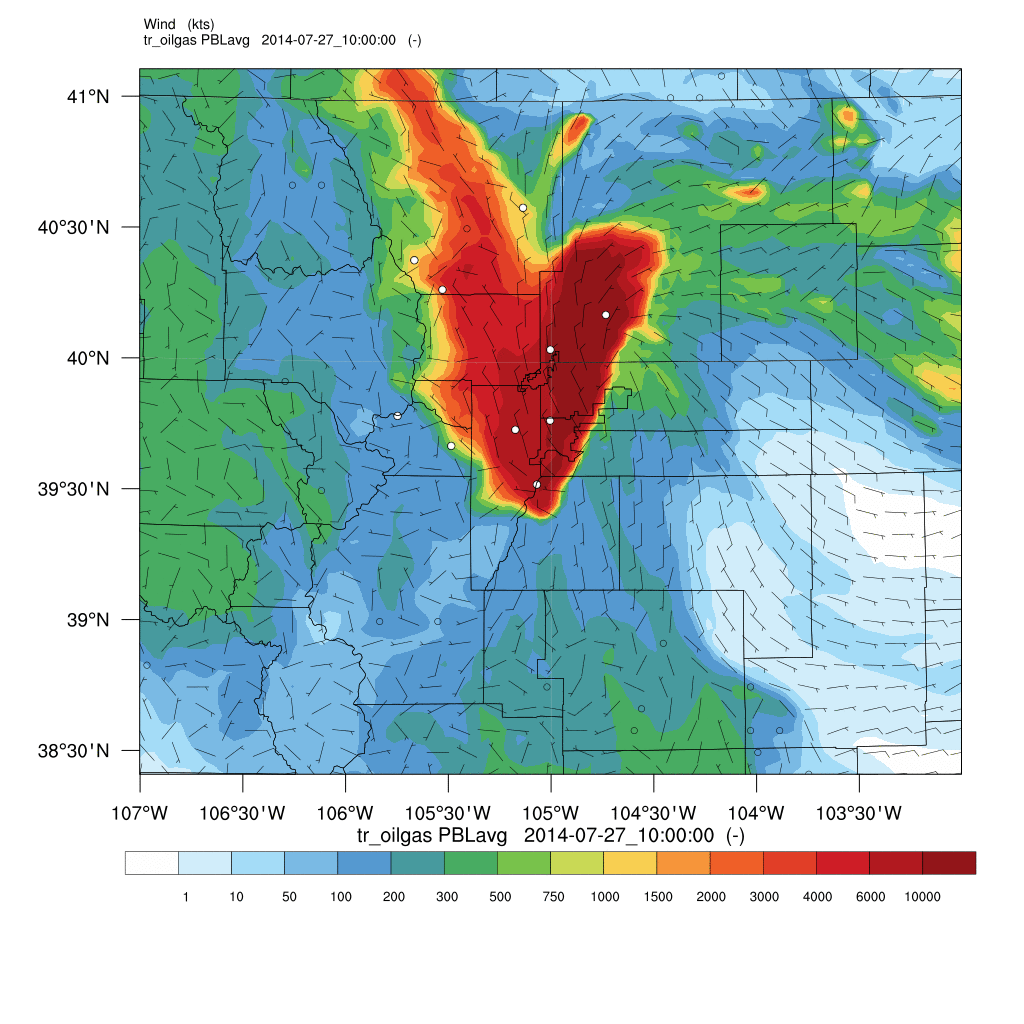 Wind (kts)
tr_oilgas PBLavg 2014-07-27_10:00:00 (-)
41°N
40°30'N
40°N
39°30'N
39°N
38°30'N
107°W 106°30'W 106°W 105°30'W 105°W 104°30'W 104°W 103°30'W
tr_oilgas PBLavg 2014-07-27_10:00:00 (-)
1 10 50 100 200 300 500 750 1000 1500 2000 3000 4000 6000 10000